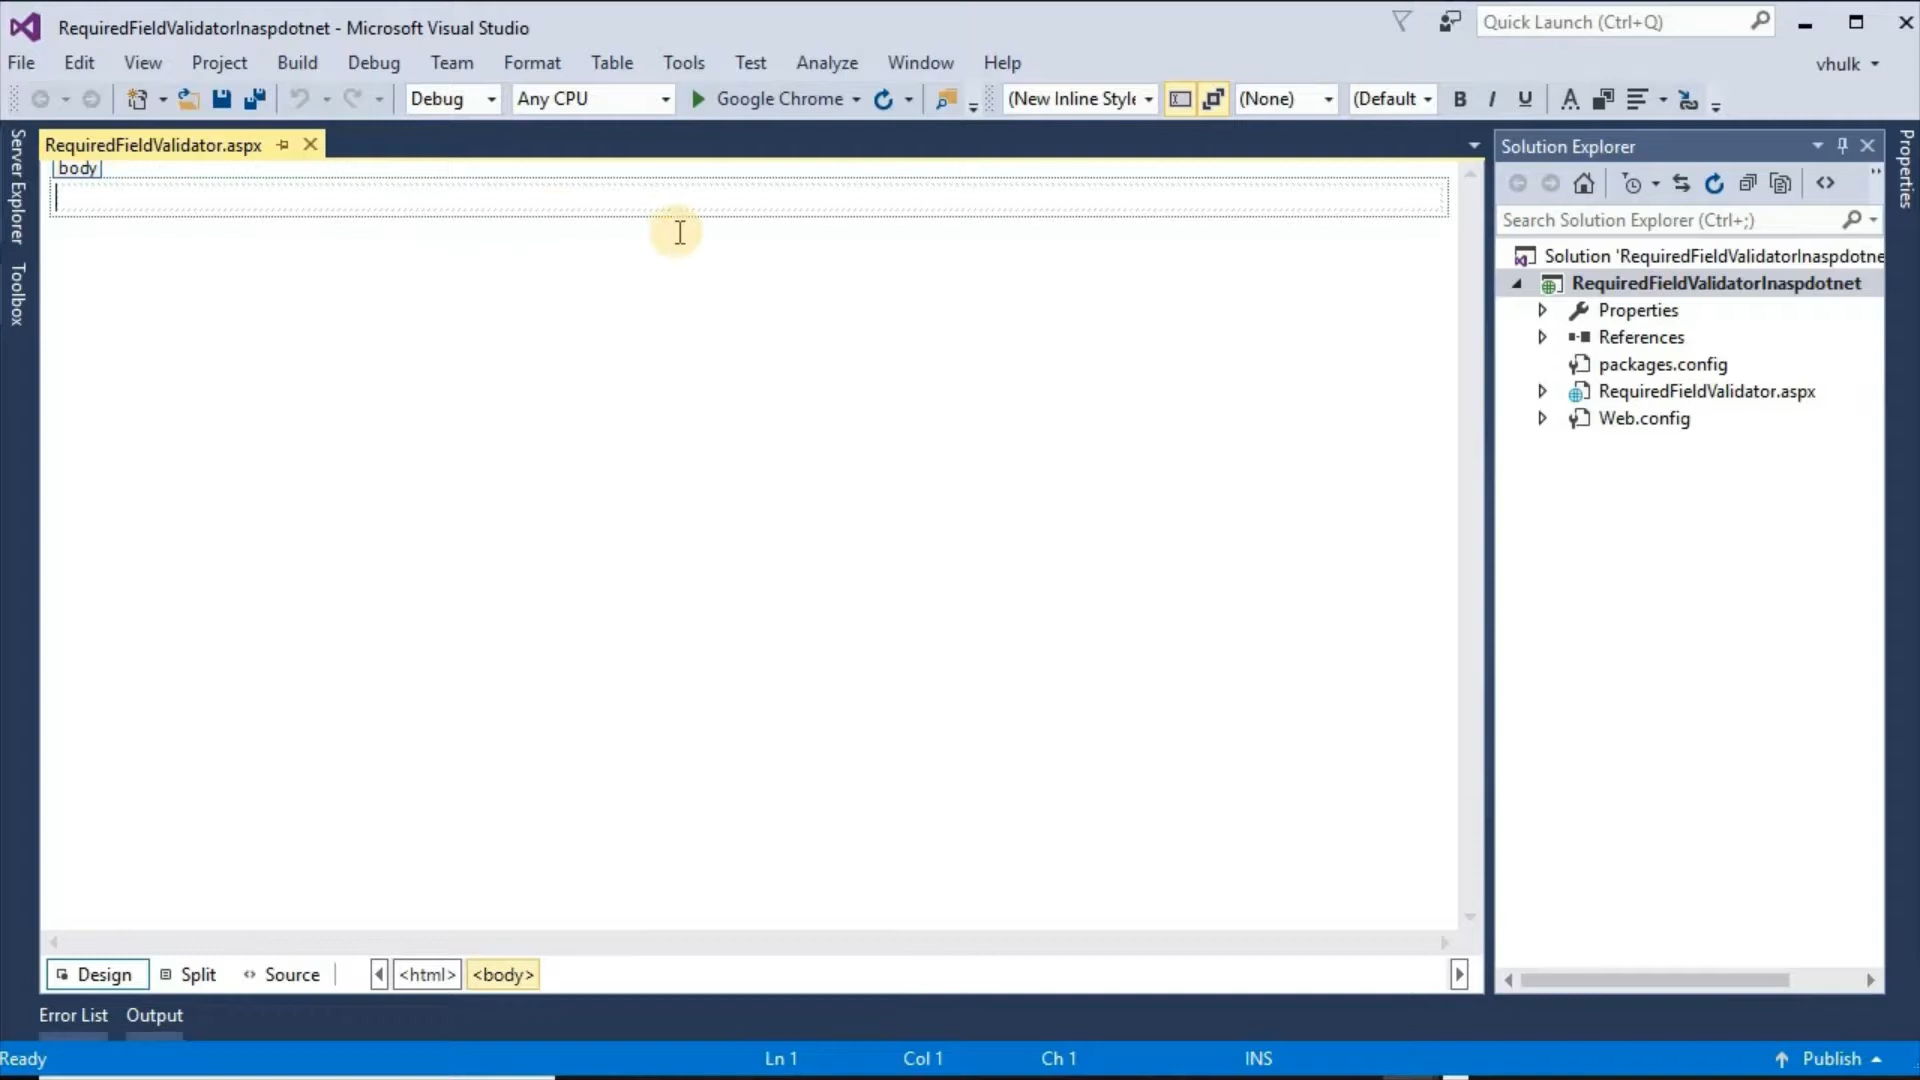 RequiredFieldValidatorInaspdotnet - Microsoft Visual Studio
Quick Launch (Ctrl+Q)
File Edit View Project Build Debug Team Format Table Tools Test Analyze Window Help
vhulk
Debug Any CPU Google Chrome (New Inline Style (None) (Default B I U A
Server Explorer
Toolbox
RequiredFieldValidator.aspx
body
Solution Explorer
Search Solution Explorer (Ctrl+;)
Solution 'RequiredFieldValidatorInaspdotne
RequiredFieldValidatorInaspdotnet
Properties
References
packages.config
RequiredFieldValidator.aspx
Web.config
Properties
Design Split Source <html> <body>
Error List Output
Ready Ln 1 Col 1 Ch 1 INS Publish